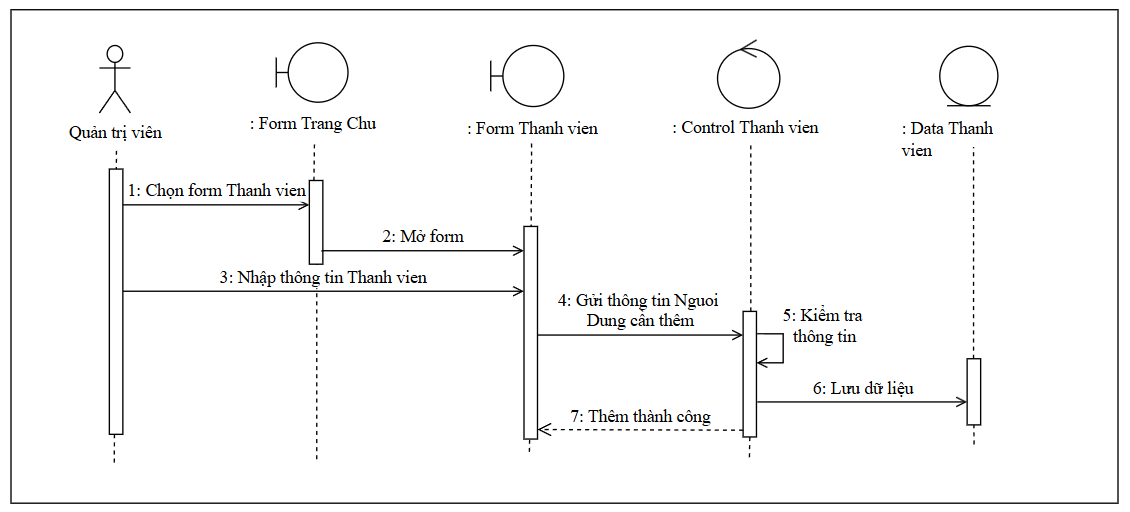 Quản trị viên
: Form Trang Chu
: Form Thanh vien
: Control Thanh vien
: Data Thanh
vien
1: Chọn form Thanh vien
2: Mở form
3: Nhập thông tin Thanh vien
4: Gửi thông tin Nguoi
Dung cần thêm
5: Kiểm tra
thông tin
6: Lưu dữ liệu
7: Thêm thành công